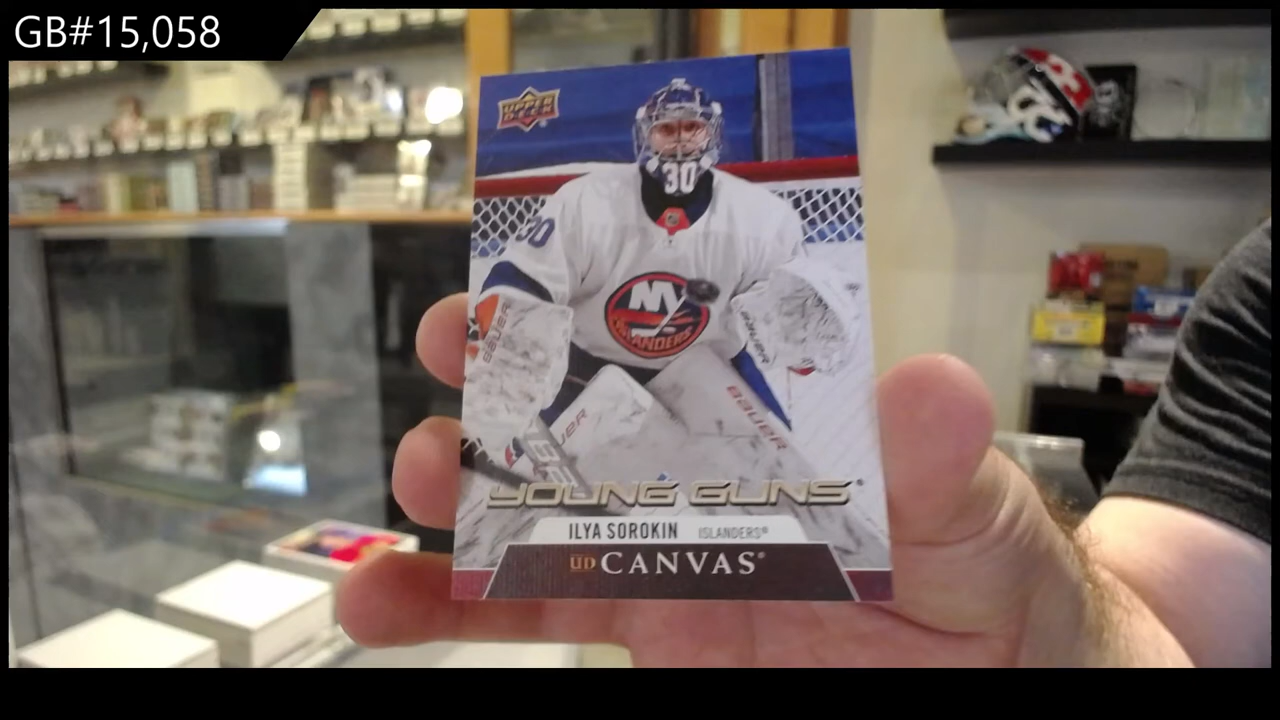 GB#15,058
UPPER
DECK
30
30
NY
ISLANDERS
BAUER
BAUER
BAUER
YOUNG GUNS®
ILYA SOROKIN ISLANDERS®
UD CANVAS®